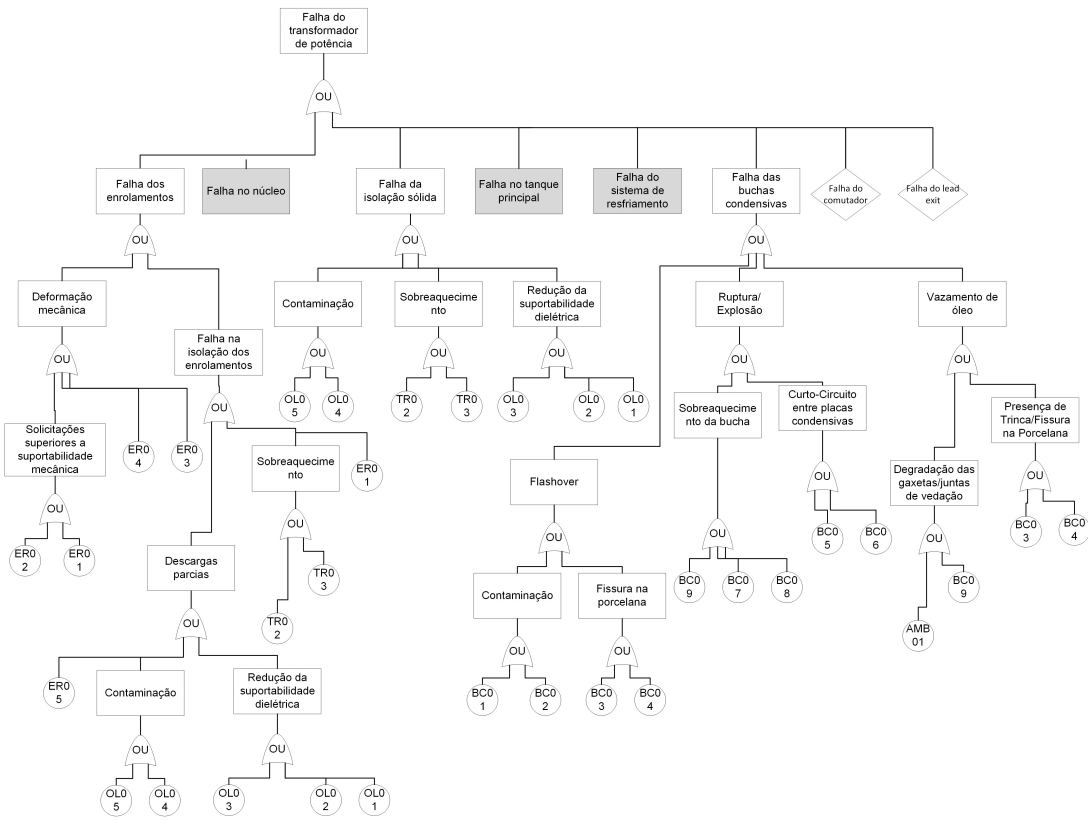 Falha do
transformador
de potência
OU
Falha dos
enrolamentos
Falha no núcleo
Falha da
isolação sólida
Falha no tanque
principal
Falha do
sistema de
resfriamento
Falha das
buchas
condensivas
Falha do
comutador
Falha do lead
exit
OU
OU
OU
Deformação
mecânica
Falha na
isolação dos
enrolamentos
Contaminação
Sobreaquecime
nto
Redução da
suportabilidade
dielétrica
Ruptura/
Explosão
Vazamento de
óleo
OU
OU
OU
OU
OU
OU
OU
OL0
5
OL0
4
TR0
2
TR0
3
OL0
3
OL0
2
OL0
1
Solicitações
superiores a
suportabilidade
mecânica
ER0
4
ER0
3
Sobreaquecime
nto
ER0
1
Sobreaquecime
nto da bucha
Curto-Circuito
entre placas
condensivas
Presença de
Trinca/Fissura
na Porcelana
Degradação das
gaxetas/juntas
de vedação
Flashover
OU
OU
OU
OU
OU
OU
OU
ER0
2
ER0
1
BC0
5
BC0
6
BC0
3
BC0
4
Descargas
parcias
TR0
3
TR0
2
Contaminação
Fissura na
porcelana
BC0
9
BC0
7
BC0
8
BC0
9
AMB
01
OU
OU
OU
ER0
5
Contaminação
Redução da
suportabilidade
dielétrica
BC0
1
BC0
2
BC0
3
BC0
4
OU
OU
OL0
5
OL0
4
OL0
3
OL0
2
OL0
1